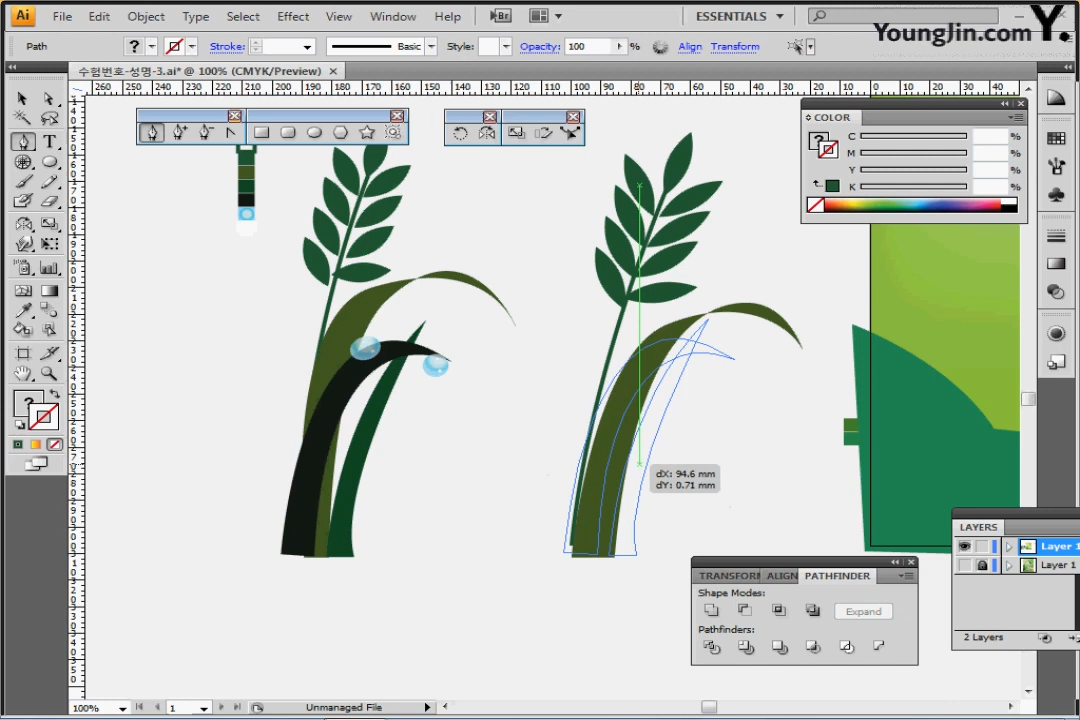 Ai File Edit Object Type Select Effect View Window Help Br ESSENTIALS
YoungJin.com Y.
Path ? Stroke: Basic Style: Opacity: 100 % Align Transform
수험번호-성명-3.ai* @ 100% (CMYK/Preview)
260 250 240 230 220 210 200 190 180 170 160 150 140 130 120 110 100 90 80 70 60 50 40 30 20 10 0 10 20 30
COLOR
C %
M %
Y %
K %
T
dX: 94.6 mm
dY: 0.71 mm
LAYERS
Layer 1
Layer 1
2 Layers
TRANSFORM ALIGN PATHFINDER
Shape Modes:
Expand
Pathfinders:
100% 1 Unmanaged File